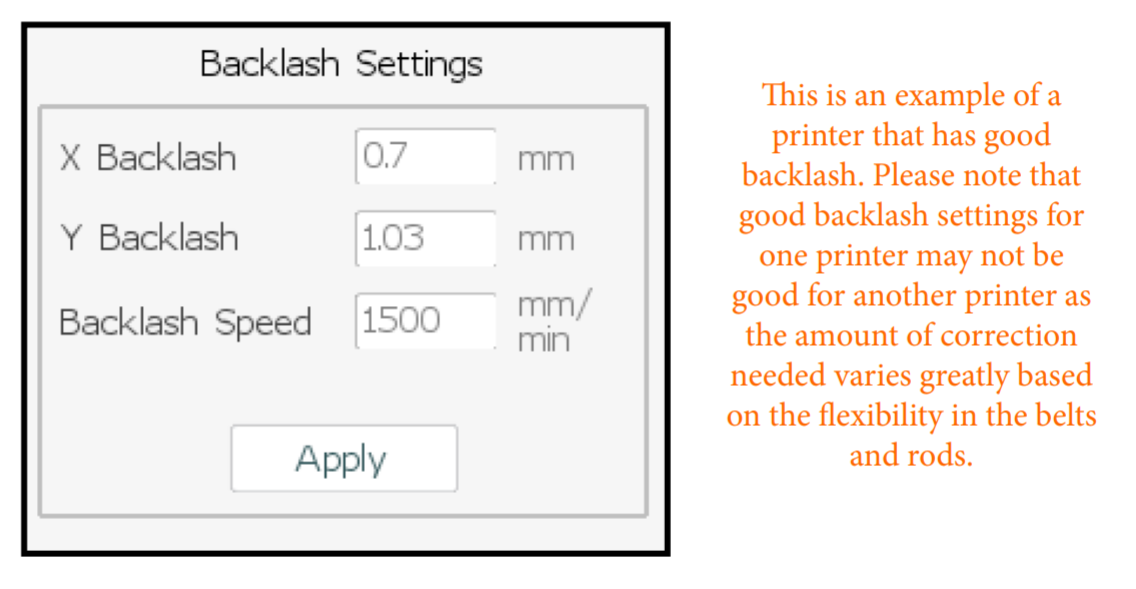 Backlash Settings
X Backlash 0.7 mm
Y Backlash 1.03 mm
Backlash Speed 1500 mm/
min
Apply
This is an example of a
printer that has good
backlash. Please note that
good backlash settings for
one printer may not be
good for another printer as
the amount of correction
needed varies greatly based
on the flexibility in the belts
and rods.